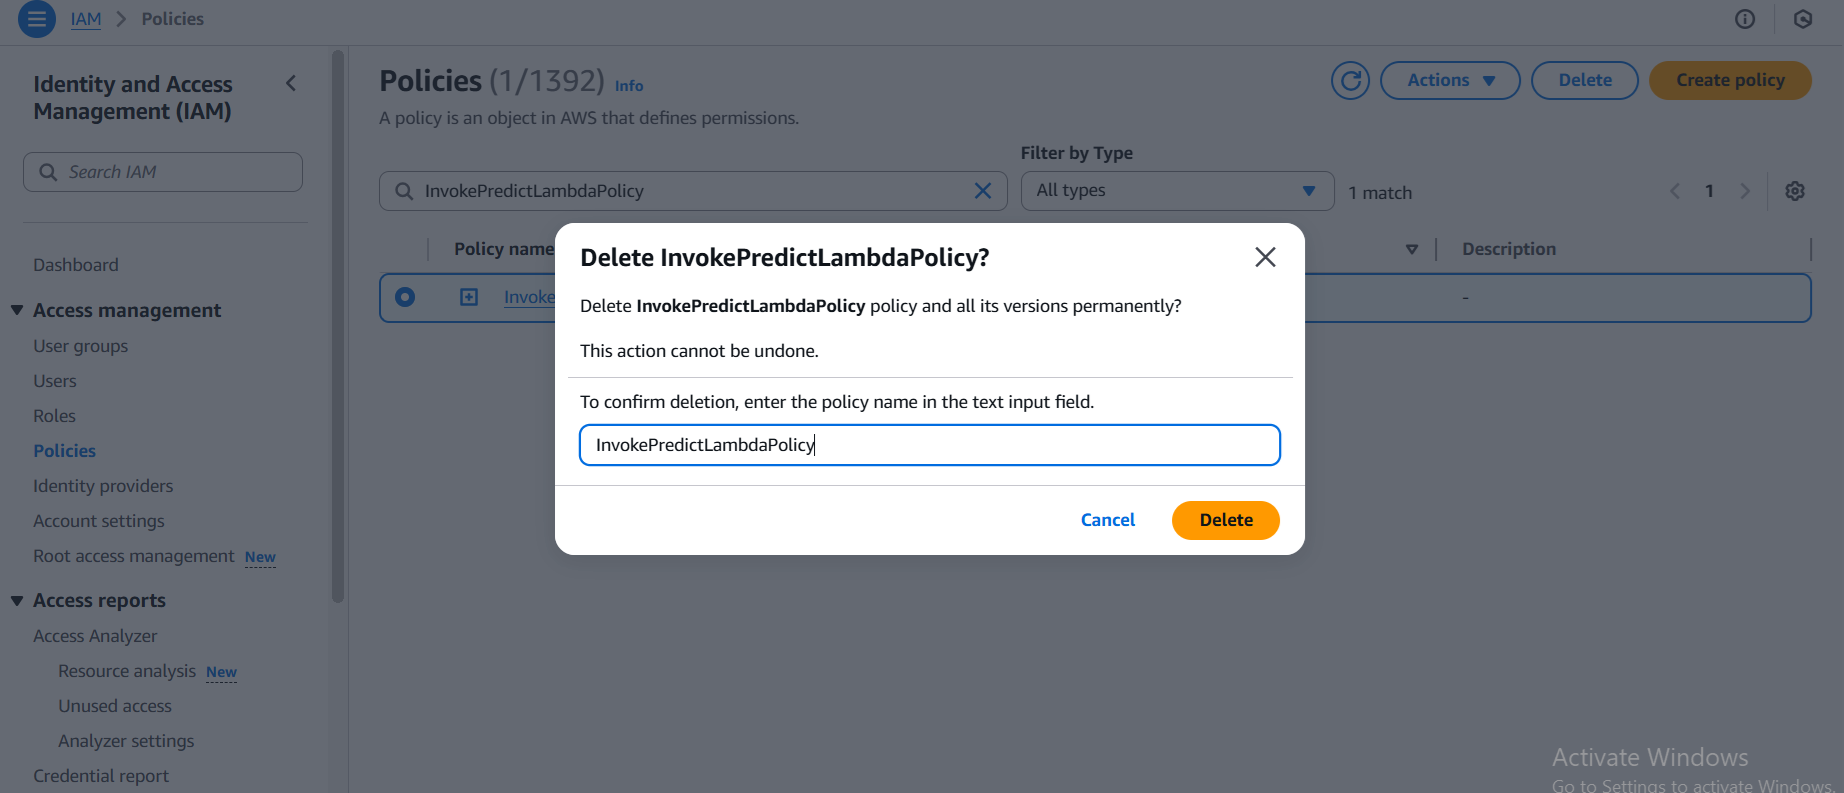 IAM > Policies
Identity and Access
Management (IAM)
Search IAM
Dashboard
Access management
User groups
Users
Roles
Policies
Identity providers
Account settings
Root access management New
Access reports
Access Analyzer
Resource analysis New
Unused access
Analyzer settings
Credential report
Policies (1/1392) Info
A policy is an object in AWS that defines permissions.
Actions
Delete
Create policy
Filter by Type
InvokePredictLambdaPolicy
All types
1 match
1
Policy name
Description
Invoke
-
Delete InvokePredictLambdaPolicy?
Delete InvokePredictLambdaPolicy policy and all its versions permanently?
This action cannot be undone.
To confirm deletion, enter the policy name in the text input field.
InvokePredictLambdaPolicy
Cancel
Delete
Activate Windows
Go to Settings to activate Windows.